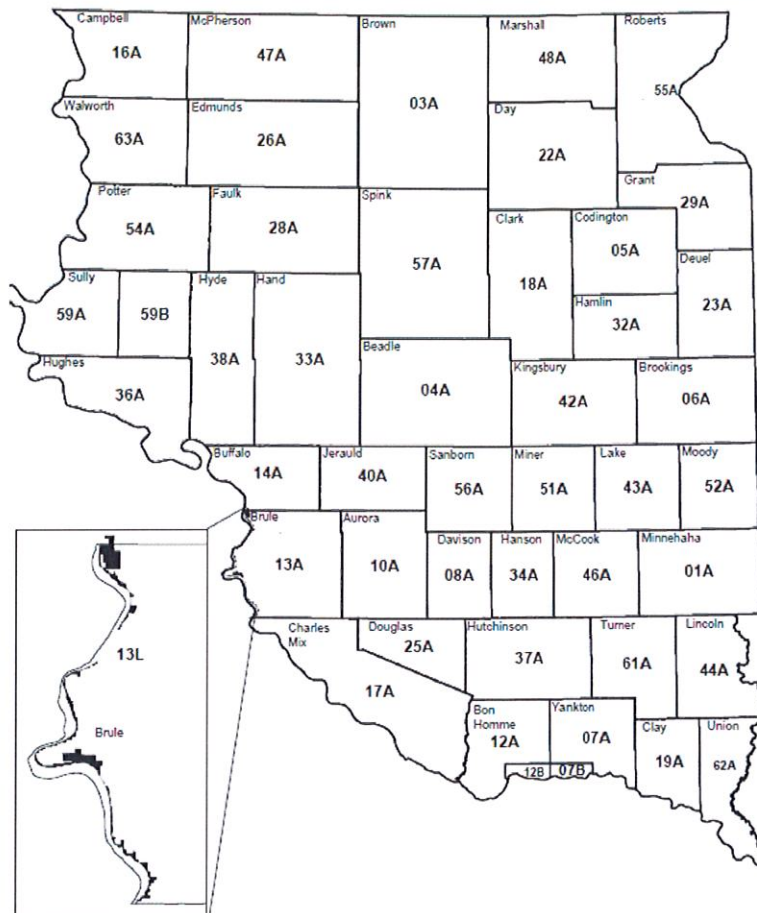 Campbell
16A
McPherson
47A
Brown
03A
Marshall
48A
Roberts
55A
Walworth
63A
Edmunds
26A
Day
22A
Grant
29A
Potter
54A
Faulk
28A
Spink
57A
Clark
18A
Codington
05A
Deuel
23A
Sully
59A
59B
Hyde
38A
Hand
33A
Hamlin
32A
Beadle
04A
Kingsbury
42A
Brookings
06A
Hughes
36A
Buffalo
14A
Jerauld
40A
Sanborn
56A
Miner
51A
Lake
43A
Moody
52A
Brule
13A
Aurora
10A
Davison
08A
Hanson
34A
McCook
46A
Minnehaha
01A
Charles
Mix
17A
Douglas
25A
Hutchinson
37A
Turner
61A
Lincoln
44A
Bon
Homme
12A
Yankton
07A
Clay
19A
Union
62A
12B
07B
13L
Brule